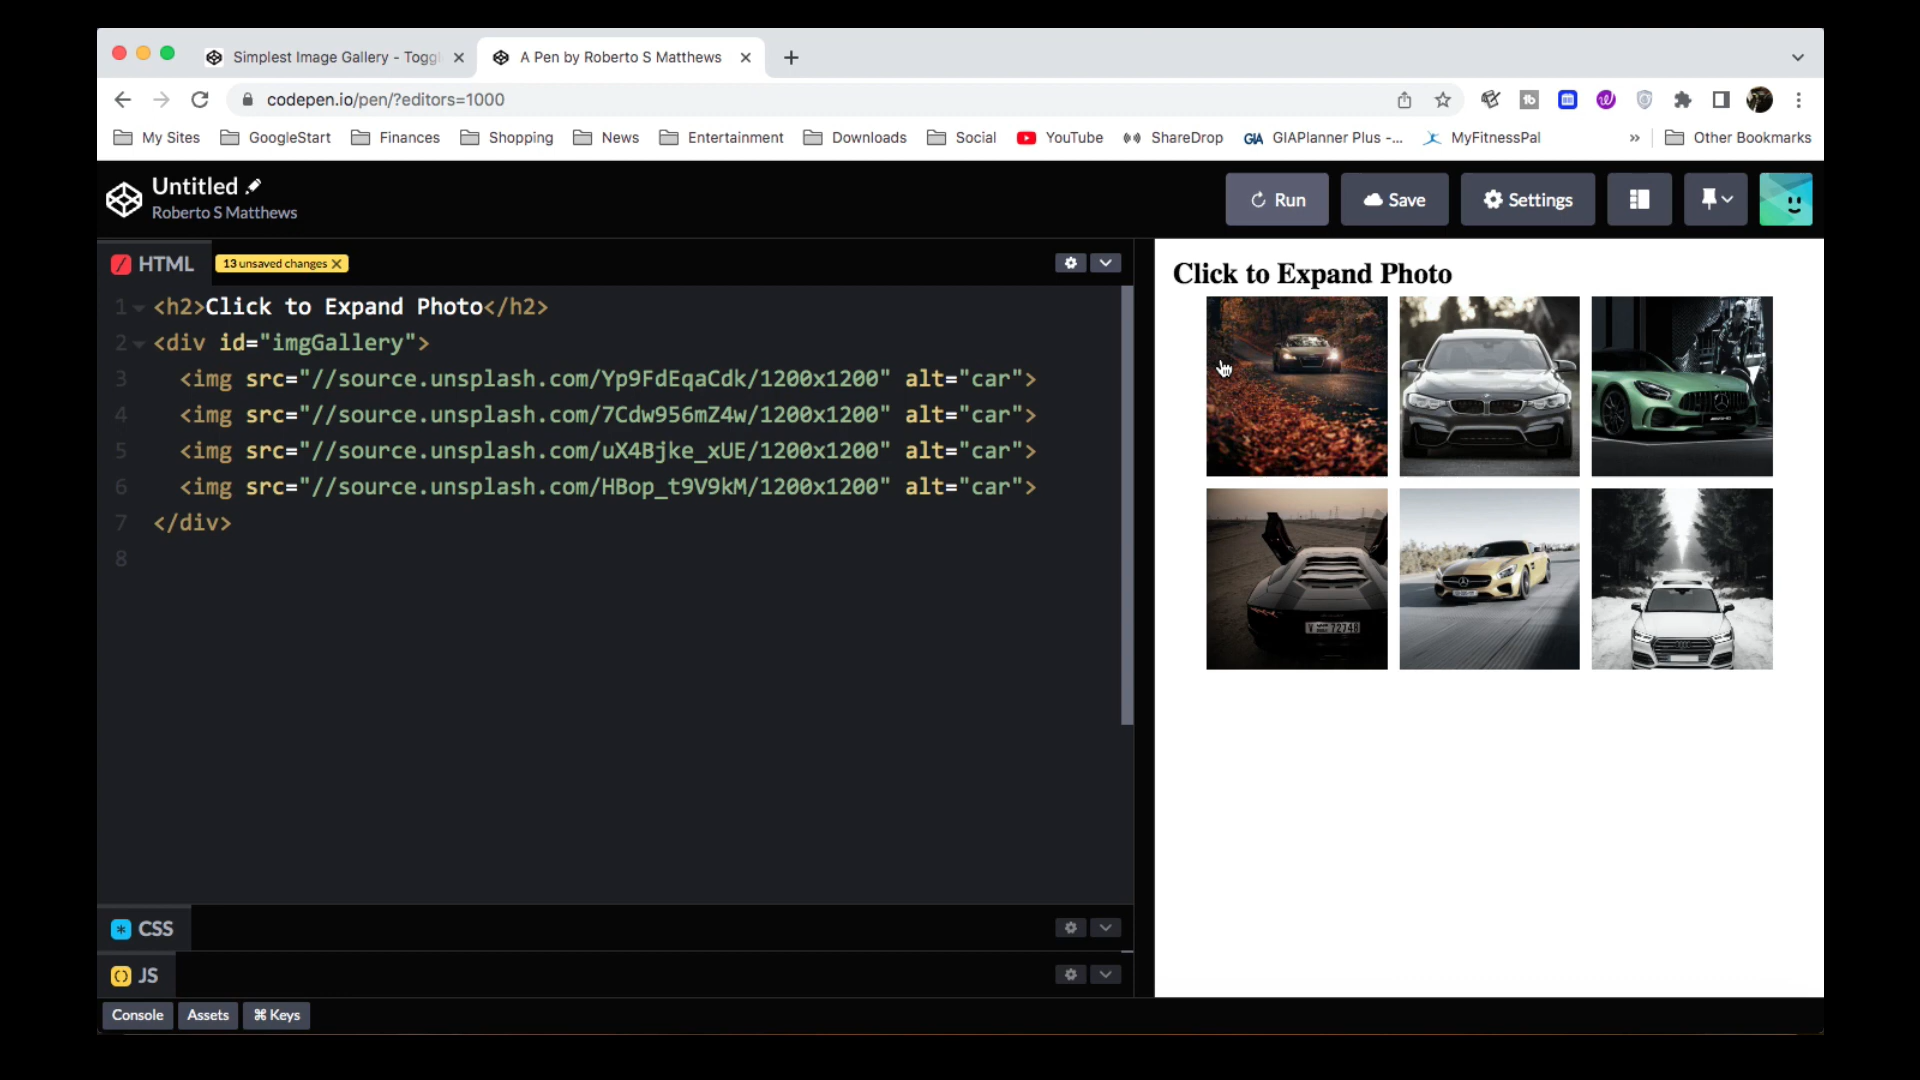 Simplest Image Gallery - Toggl
A Pen by Roberto S Matthews
codepen.io/pen/?editors=1000
My Sites
GoogleStart
Finances
Shopping
News
Entertainment
Downloads
Social
YouTube
ShareDrop
GIA GIAPlanner Plus -...
MyFitnessPal
»
Other Bookmarks
Untitled
Roberto S Matthews
Run
Save
Settings
HTML
13 unsaved changes
1 <h2>Click to Expand Photo</h2>
2 <div id="imgGallery">
3 <img src="//source.unsplash.com/Yp9FdEqaCdk/1200x1200" alt="car">
4 <img src="//source.unsplash.com/7Cdw956mZ4w/1200x1200" alt="car">
5 <img src="//source.unsplash.com/uX4Bjke_xUE/1200x1200" alt="car">
6 <img src="//source.unsplash.com/HBop_t9V9kM/1200x1200" alt="car">
7 </div>
8
Click to Expand Photo
72748
CSS
JS
Console
Assets
⌘ Keys